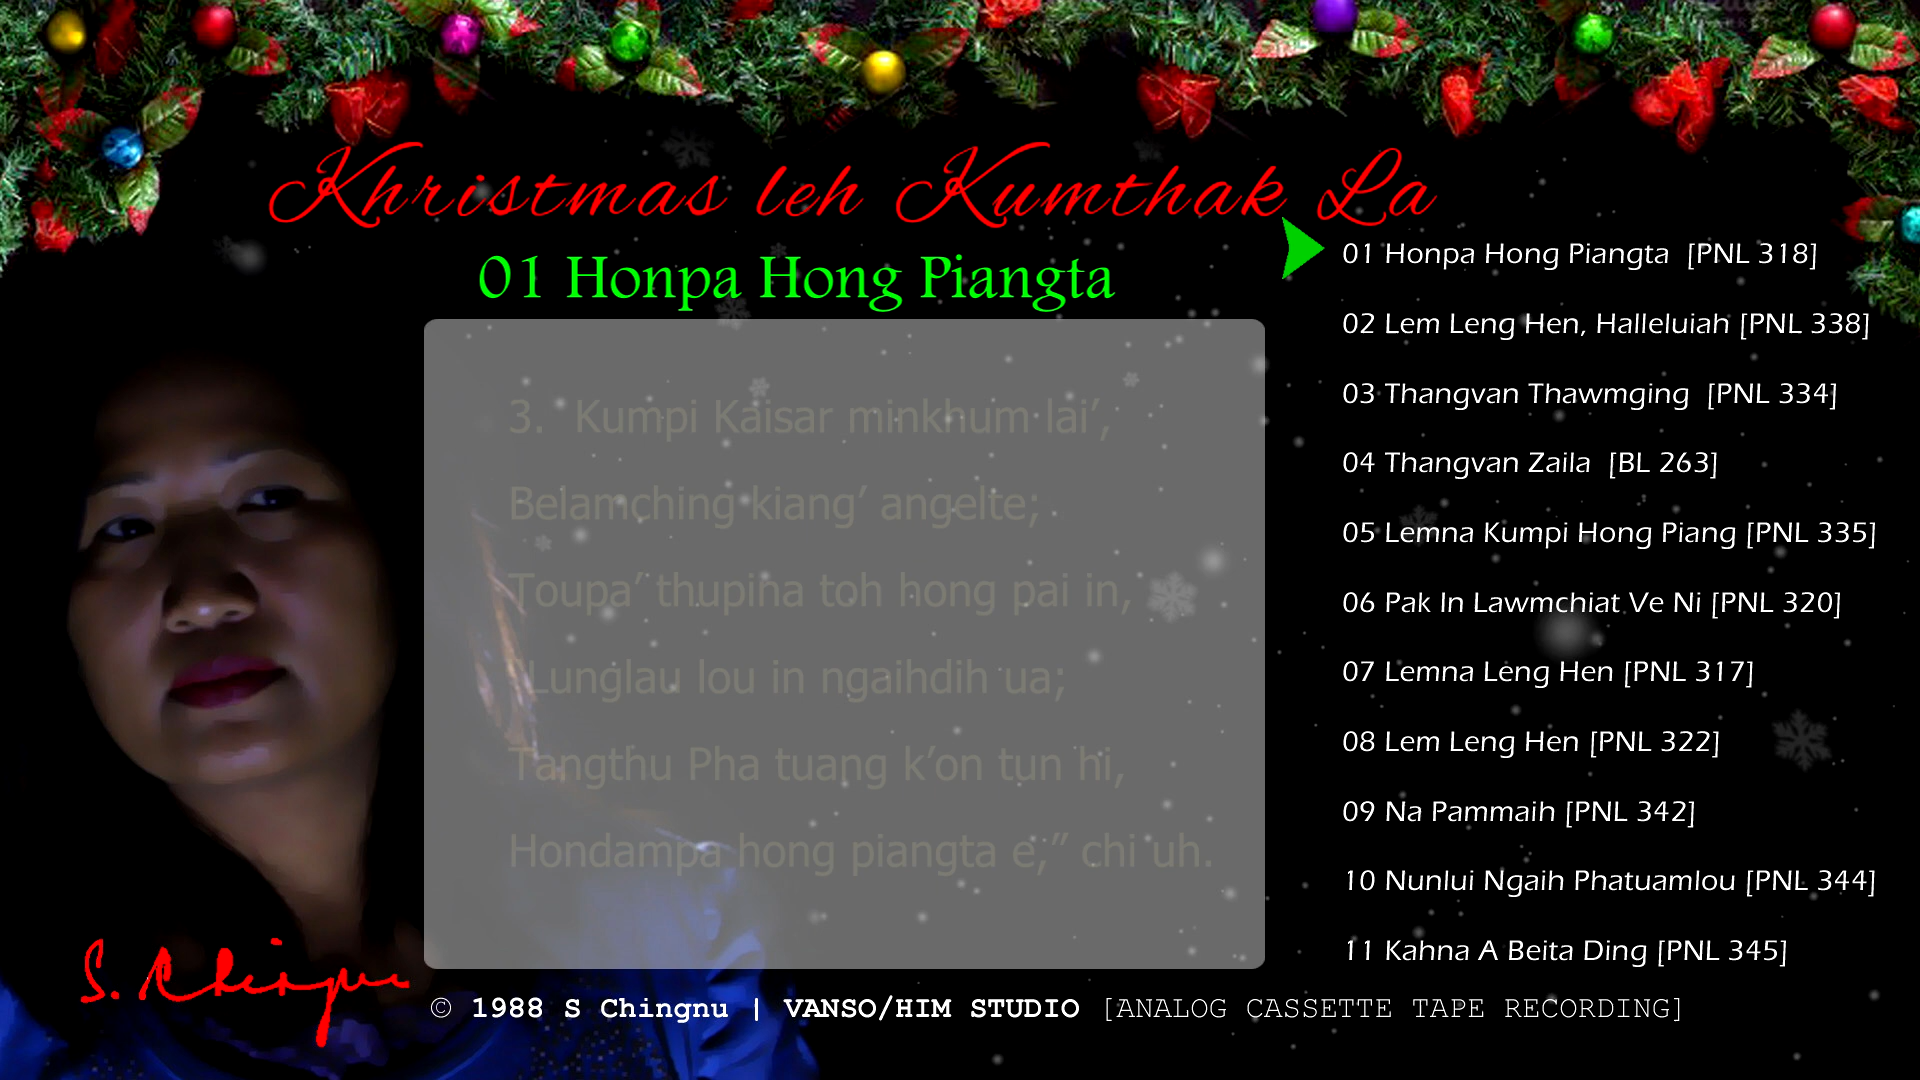 Khristmas leh Kumthak La
01 Honpa Hong Piangta
3. Kumpi Kaisar minkhum lai’,
Belamching kiang’ angelte;
Toupa’ thupiha toh hong pai in,
“Lunglau lou in ngaihdih ua;
Tangthu Pha tuang k’on tun hi,
Hondampa hong piangta e,” chi uh.
01 Honpa Hong Piangta [PNL 318]
02 Lem Leng Hen, Halleluiah [PNL 338]
03 Thangvan Thawmging [PNL 334]
04 Thangvan Zaila [BL 263]
05 Lemna Kumpi Hong Piang [PNL 335]
06 Pak In Lawmchiat Ve Ni [PNL 320]
07 Lemna Leng Hen [PNL 317]
08 Lem Leng Hen [PNL 322]
09 Na Pammaih [PNL 342]
10 Nunlui Ngaih Phatuamlou [PNL 344]
11 Kahna A Beita Ding [PNL 345]
S. Chingnu
© 1988 S Chingnu | VANSO/HIM STUDIO [ANALOG CASSETTE TAPE RECORDING]